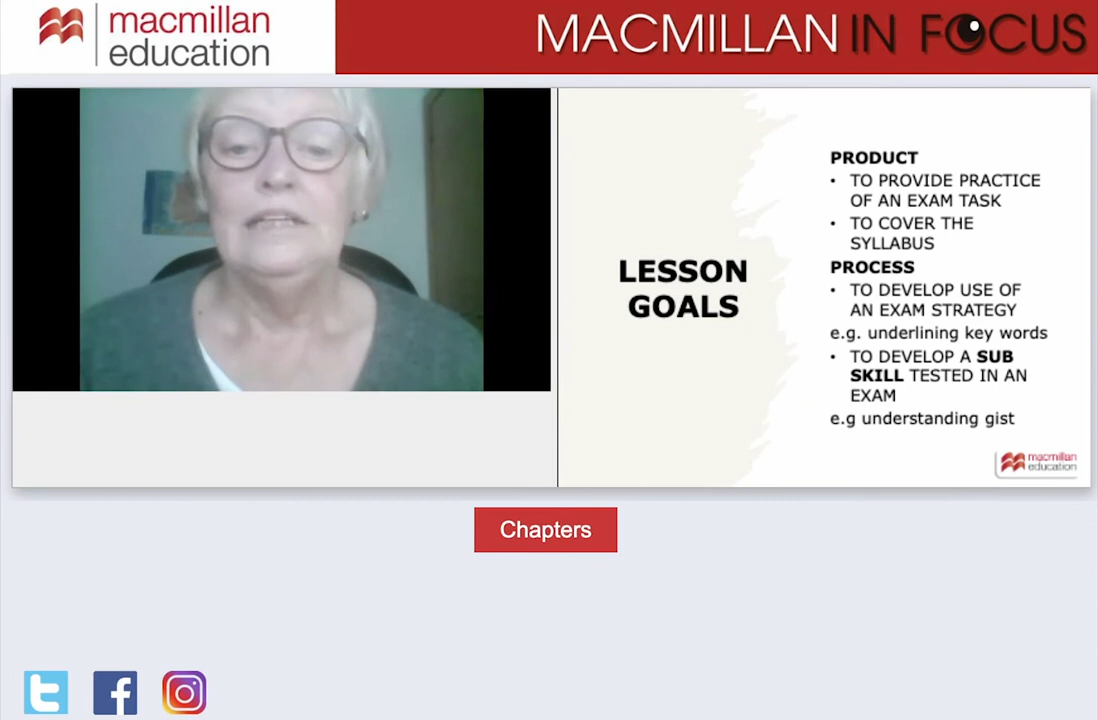 macmillan
education
MACMILLAN IN FOCUS
LESSON
GOALS
PRODUCT
• TO PROVIDE PRACTICE
OF AN EXAM TASK
• TO COVER THE
SYLLABUS
PROCESS
• TO DEVELOP USE OF
AN EXAM STRATEGY
e.g. underlining key words
• TO DEVELOP A SUB
SKILL TESTED IN AN
EXAM
e.g understanding gist
macmillan
education
Chapters